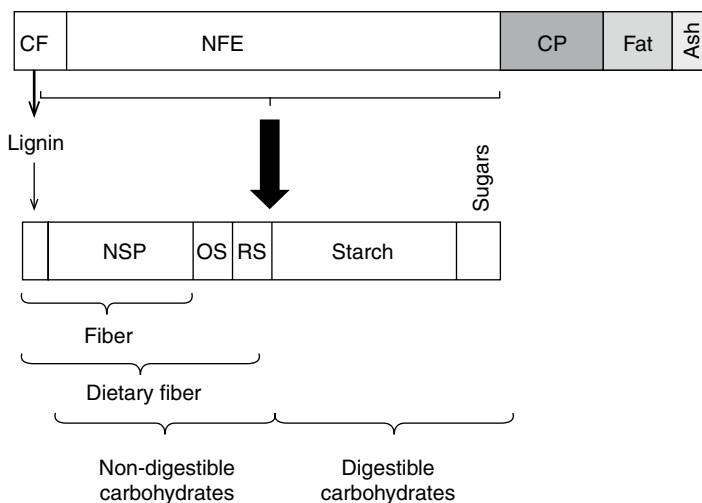 CF NFE CP Fat Ash
Lignin
Sugars
NSP OS RS Starch
Fiber
Dietary fiber
Non-digestible
carbohydrates
Digestible
carbohydrates